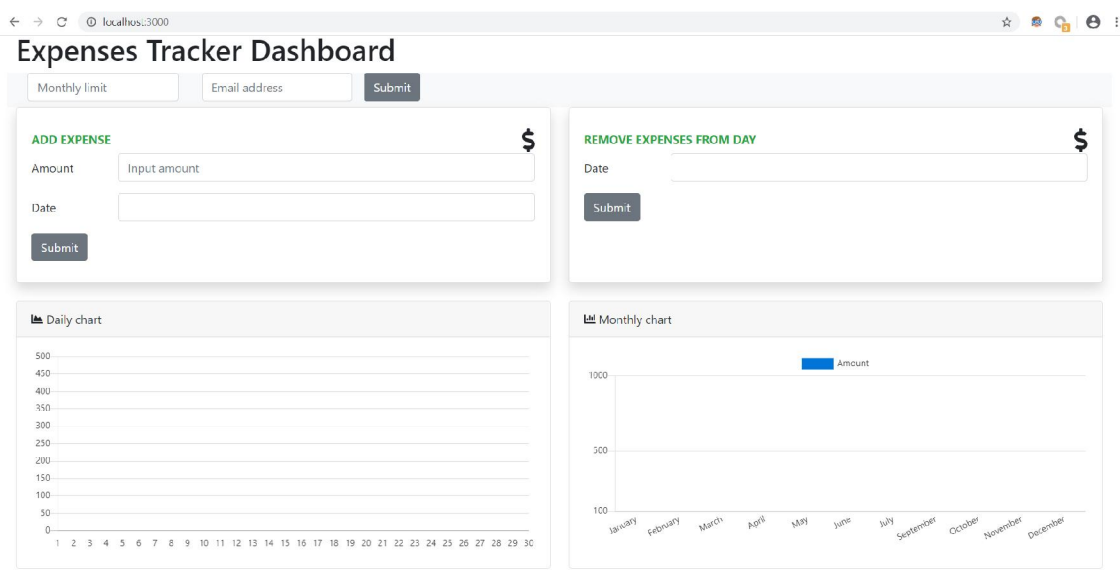 localhost:3000
Expenses Tracker Dashboard
Monthly limit Email address Submit
ADD EXPENSE $
Amount Input amount
Date
Submit
REMOVE EXPENSES FROM DAY $
Date
Submit
Daily chart
500
450
400
350
300
250
200
150
100
50
0
1 2 3 4 5 6 7 8 9 10 11 12 13 14 15 16 17 18 19 20 21 22 23 24 25 26 27 28 29 30
Monthly chart
Amount
1000
500
100
January February March April May June July September October November December